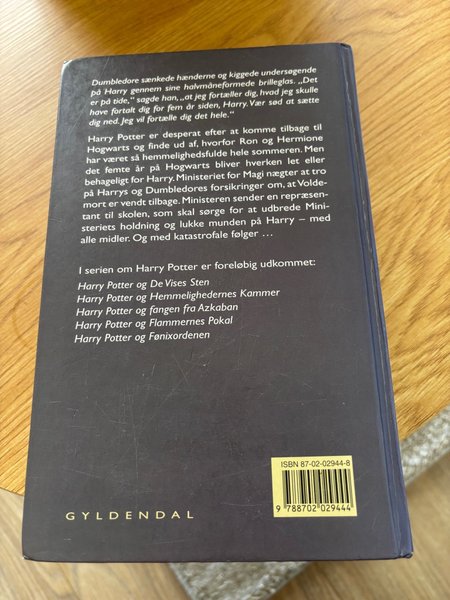 Dumbledore sænkede hænderne og kiggede undersøgende
på Harry gennem sine halvmåneformede brilleglas. „Det
er på tide,“ sagde han, „at jeg fortæller dig, hvad jeg skulle
have fortalt dig for fem år siden, Harry. Vær sød at sætte
dig ned. Jeg vil fortælle dig det hele.“
Harry Potter er desperat efter at komme tilbage til
Hogwarts og finde ud af, hvorfor Ron og Hermione
har været så hemmelighedsfulde hele sommeren. Men
det femte år på Hogwarts bliver hverken let eller
behageligt for Harry. Ministeriet for Magi nægter at tro
på Harrys og Dumbledores forsikringer om, at Volde-
mort er vendt tilbage. Ministeren sender en repræsen-
tant til skolen, som skal sørge for at udbrede Mini-
steriets holdning og lukke munden på Harry – med
alle midler. Og med katastrofale følger ...
I serien om Harry Potter er foreløbig udkommet:
Harry Potter og De Vises Sten
Harry Potter og Hemmelighedernes Kammer
Harry Potter og fangen fra Azkaban
Harry Potter og Flammernes Pokal
Harry Potter og Fønixordenen
ISBN 87-02-02944-8
9 788702 029444
GYLDENDAL